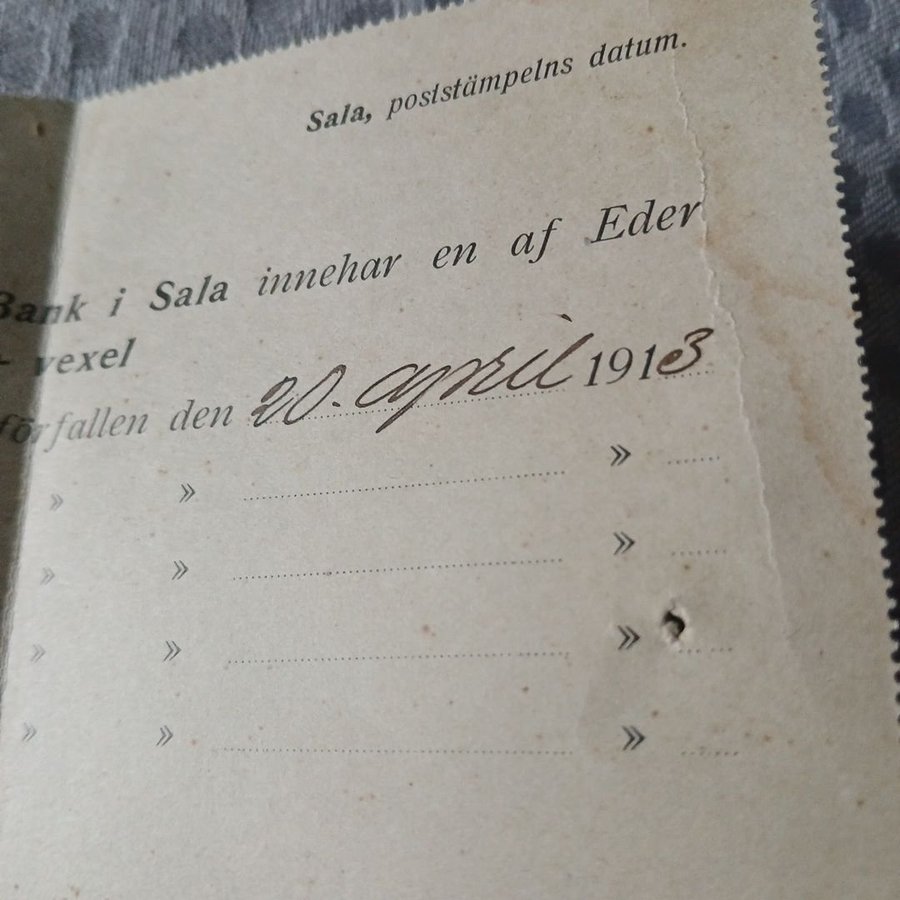 Sala, poststämpelns datum.
Bank i Sala innehar en af Eder
vexel
förfallen den 20. april 1913
» » »
» » »
» » »
» » »